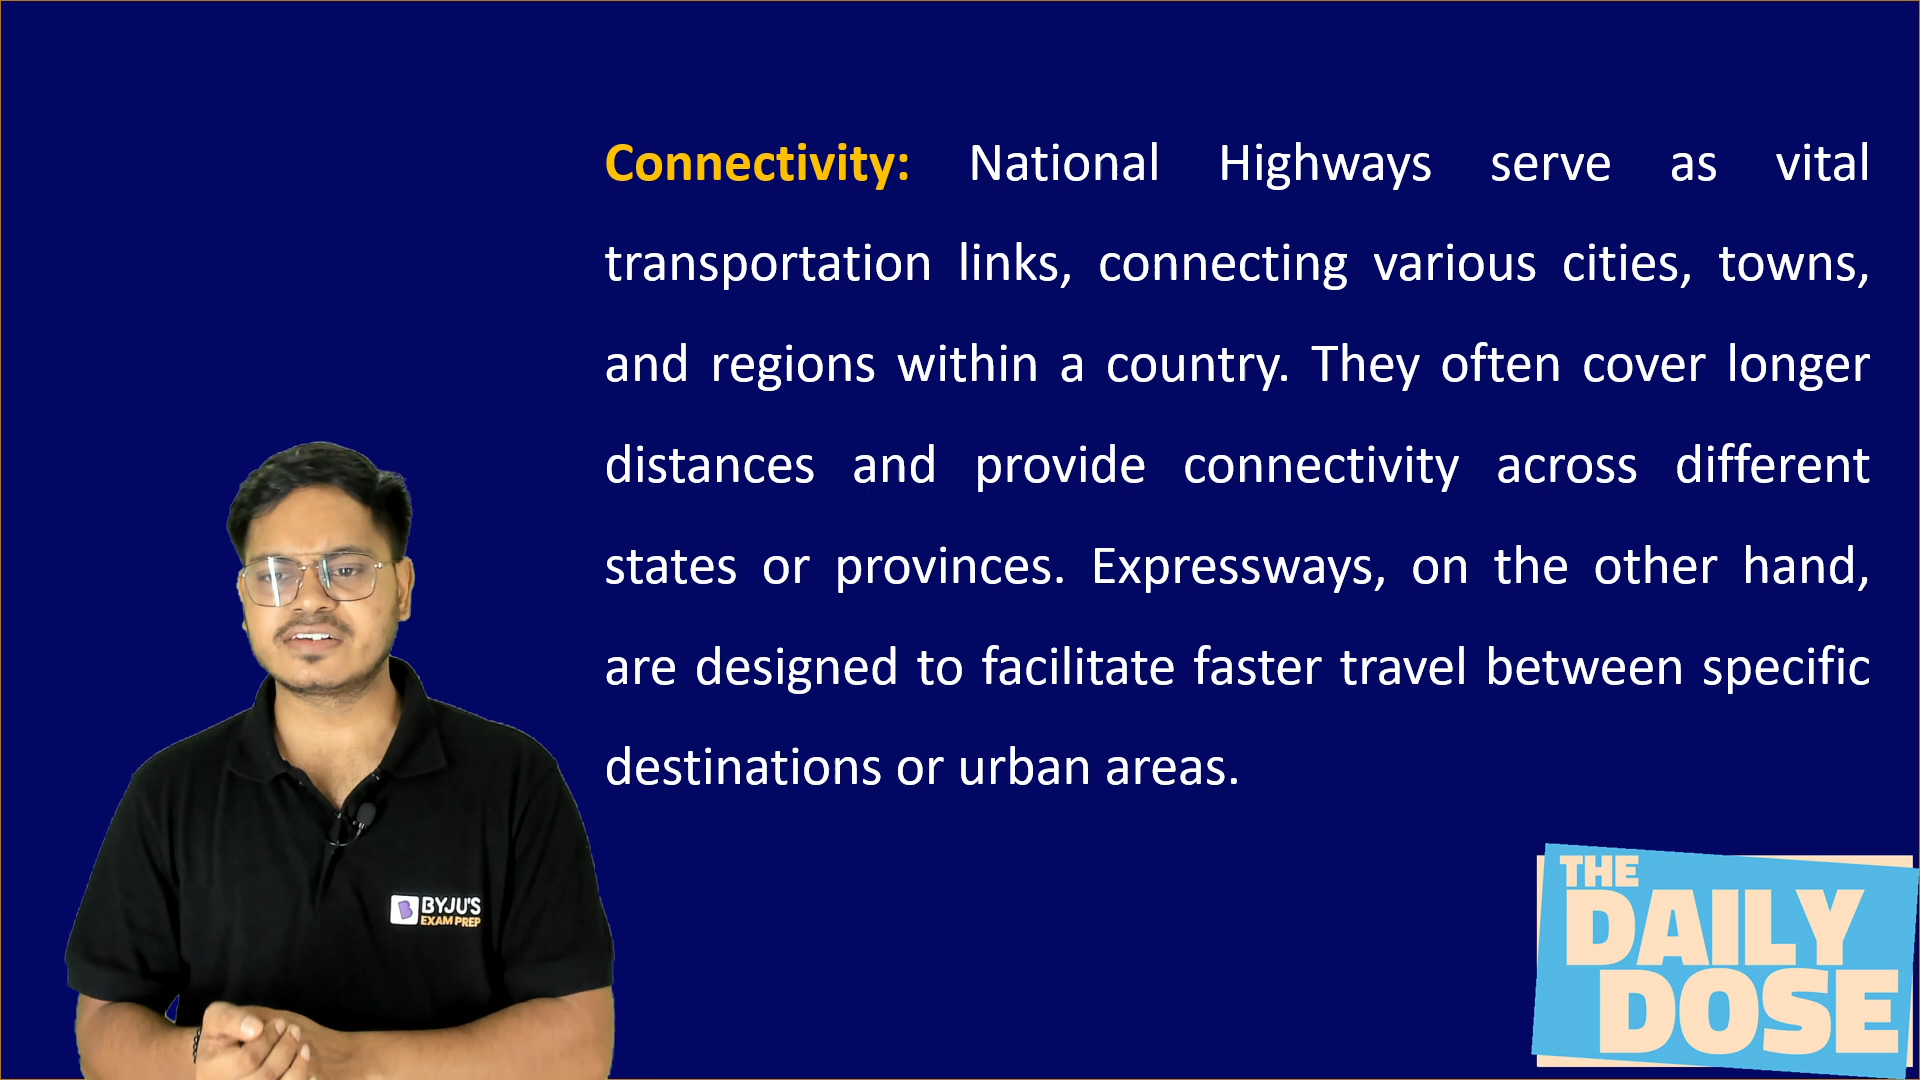 Connectivity: National Highways serve as vital
transportation links, connecting various cities, towns,
and regions within a country. They often cover longer
distances and provide connectivity across different
states or provinces. Expressways, on the other hand,
are designed to facilitate faster travel between specific
destinations or urban areas.
BYJU'S
EXAM PREP
THE
DAILY
DOSE